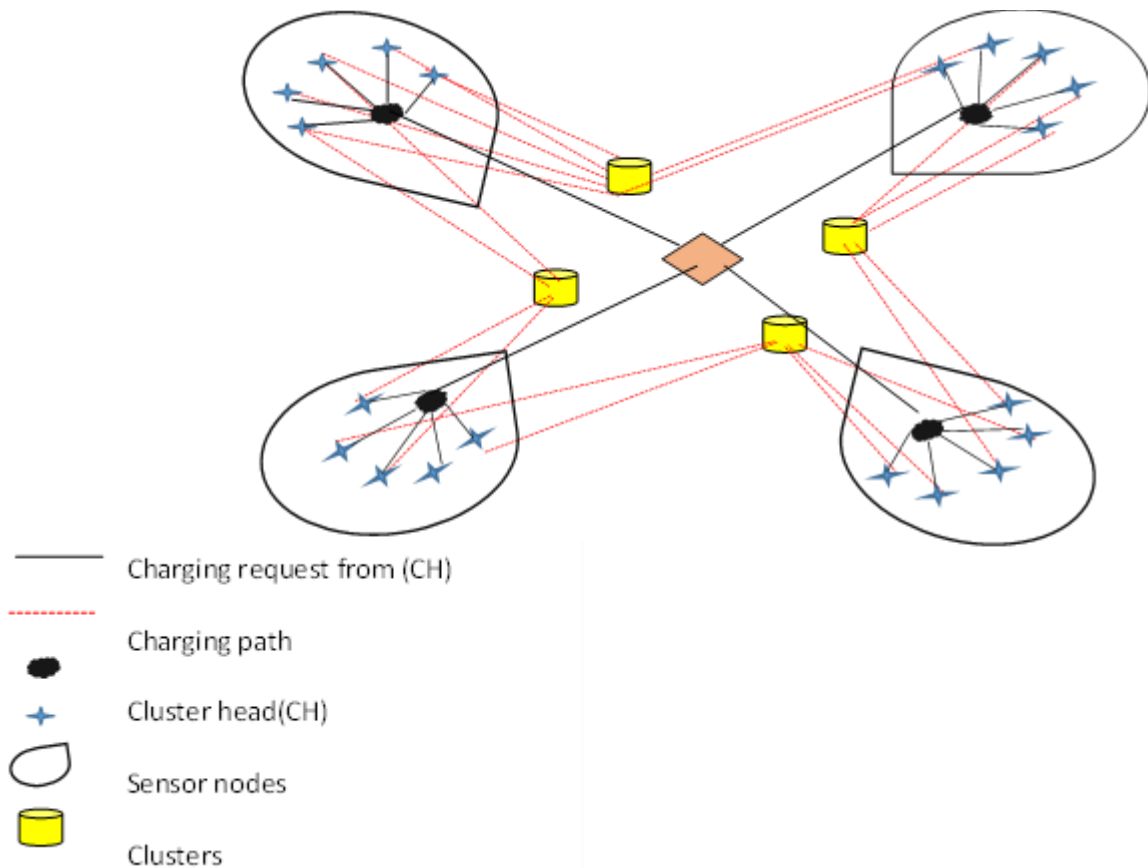 Charging request from (CH)
Charging path
Cluster head(CH)
Sensor nodes
Clusters